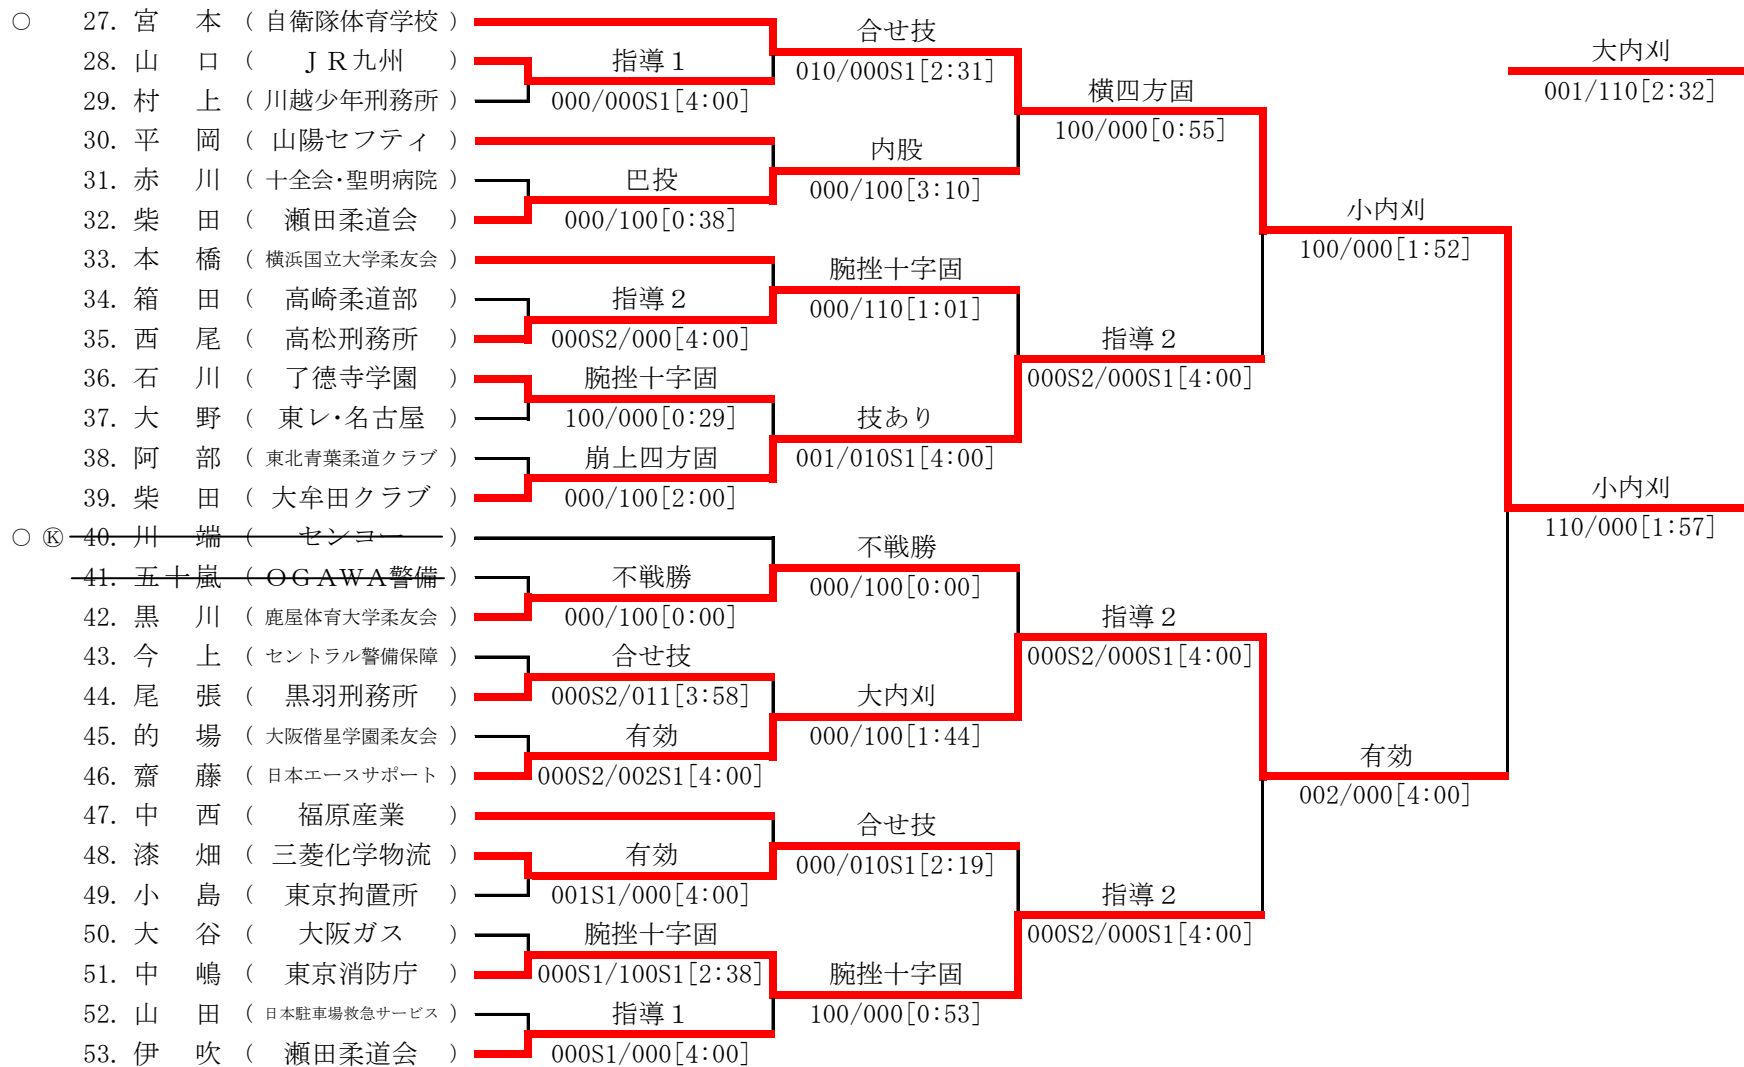 ○ 27. 宮 本 ( 自衛隊体育学校 )
28. 山 口 ( ＪＲ九州 )
29. 村 上 ( 川越少年刑務所 )
30. 平 岡 ( 山陽セフティ )
31. 赤 川 ( 十全会・聖明病院 )
32. 柴 田 ( 瀬田柔道会 )
33. 本 橋 ( 横浜国立大学柔友会 )
34. 箱 田 ( 高崎柔道部 )
35. 西 尾 ( 高松刑務所 )
36. 石 川 ( 了德寺学園 )
37. 大 野 ( 東レ・名古屋 )
38. 阿 部 ( 東北青葉柔道クラブ )
39. 柴 田 ( 大牟田クラブ )
○ Ⓚ 40. 川 端 ( センコー )
41. 五十嵐 ( ＯＧＡＷＡ警備 )
42. 黒 川 ( 鹿屋体育大学柔友会 )
43. 今 上 ( セントラル警備保障 )
44. 尾 張 ( 黒羽刑務所 )
45. 的 場 ( 大阪偕星学園柔友会 )
46. 齋 藤 ( 日本エースサポート )
47. 中 西 ( 福原産業 )
48. 漆 畑 ( 三菱化学物流 )
49. 小 島 ( 東京拘置所 )
50. 大 谷 ( 大阪ガス )
51. 中 嶋 ( 東京消防庁 )
52. 山 田 ( 日本駐車場救急サービス )
53. 伊 吹 ( 瀬田柔道会 )
指導１
000/000S1[4:00]
巴投
000/100[0:38]
指導２
000S2/000[4:00]
腕挫十字固
100/000[0:29]
崩上四方固
000/100[2:00]
不戦勝
000/100[0:00]
合せ技
000S2/011[3:58]
有効
000S2/002S1[4:00]
有効
001S1/000[4:00]
腕挫十字固
000S1/100S1[2:38]
指導１
000S1/000[4:00]
合せ技
010/000S1[2:31]
内股
000/100[3:10]
腕挫十字固
000/110[1:01]
技あり
001/010S1[4:00]
不戦勝
000/100[0:00]
大内刈
000/100[1:44]
合せ技
000/010S1[2:19]
腕挫十字固
100/000[0:53]
横四方固
100/000[0:55]
指導２
000S2/000S1[4:00]
指導２
000S2/000S1[4:00]
指導２
000S2/000S1[4:00]
小内刈
100/000[1:52]
有効
002/000[4:00]
大内刈
001/110[2:32]
小内刈
110/000[1:57]